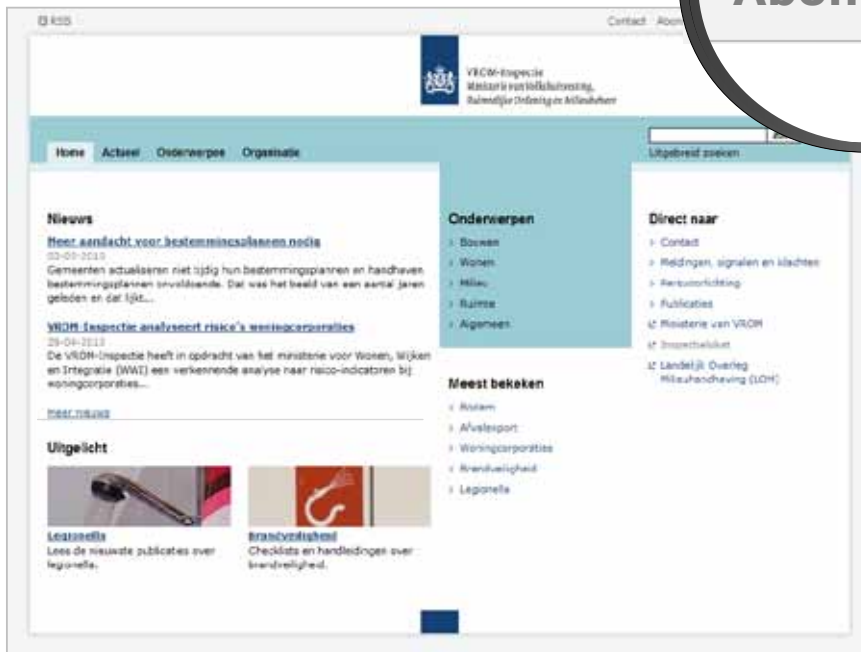 RSS
Contact Abon
Abon
VROM-Inspectie
Ministerie van Volkshuisvesting,
Ruimtelijke Ordening en Milieubeheer
Home Actueel Onderwerpen Organisatie
Uitgebreid zoeken
Nieuws
Meer aandacht voor bestemmingsplannen nodig
Gemeenten actualiseren niet tijdig hun bestemmingsplannen en handhaven
bestemmingsplannen onvoldoende. Dat was het beeld van een aantal jaren
geleden en dat lijkt...
VROM-Inspectie analyseert risico's woningcorporaties
De VROM-Inspectie heeft in opdracht van het ministerie voor Wonen, Wijken
en Integratie (WWI) een verkennende analyse naar risico-indicatoren bij
woningcorporaties...
meer nieuws
Uitgelicht
Legionella
Lees de nieuwste publicaties over
legionella.
Brandveiligheid
Checklists en handleidingen over
brandveiligheid.
Onderwerpen
Bouwen
Wonen
Milieu
Ruimte
Algemeen
Meest bekeken
Risicom
Afvalexport
Woningcorporaties
Brandveiligheid
Legionella
Direct naar
Contact
Meldingen, signalen en klachten
Persvoorlichting
Publicaties
Ministerie van VROM
Inspectieloket
Landelijk Overleg
Milieuhandhaving (LOM)